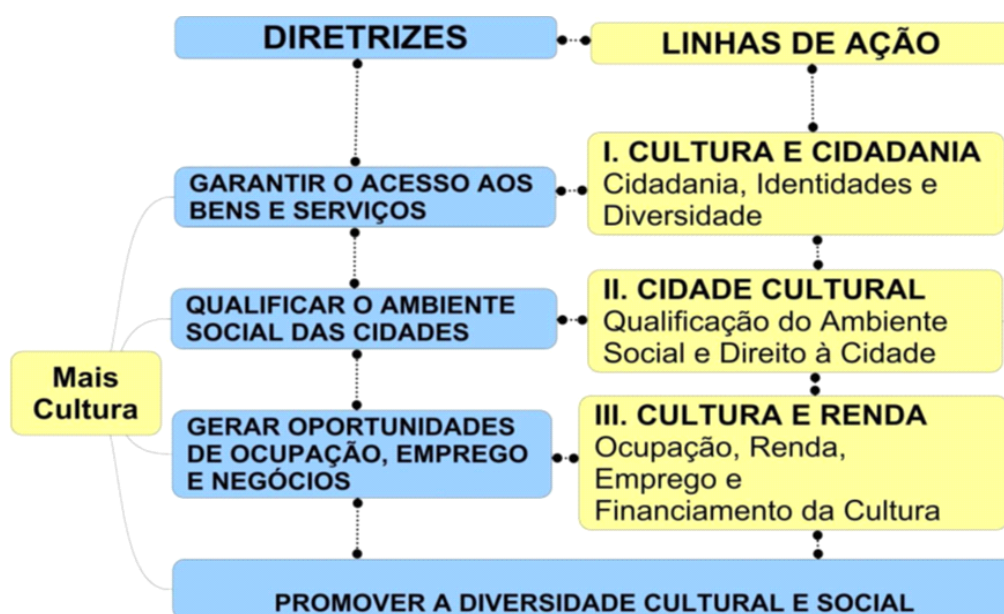 DIRETRIZES
LINHAS DE AÇÃO
GARANTIR O ACESSO AOS
BENS E SERVIÇOS
I. CULTURA E CIDADANIA
Cidadania, Identidades e
Diversidade
QUALIFICAR O AMBIENTE
SOCIAL DAS CIDADES
II. CIDADE CULTURAL
Qualificação do Ambiente
Social e Direito à Cidade
Mais
Cultura
GERAR OPORTUNIDADES
DE OCUPAÇÃO, EMPREGO
E NEGÓCIOS
III. CULTURA E RENDA
Ocupação, Renda,
Emprego e
Financiamento da Cultura
PROMOVER A DIVERSIDADE CULTURAL E SOCIAL